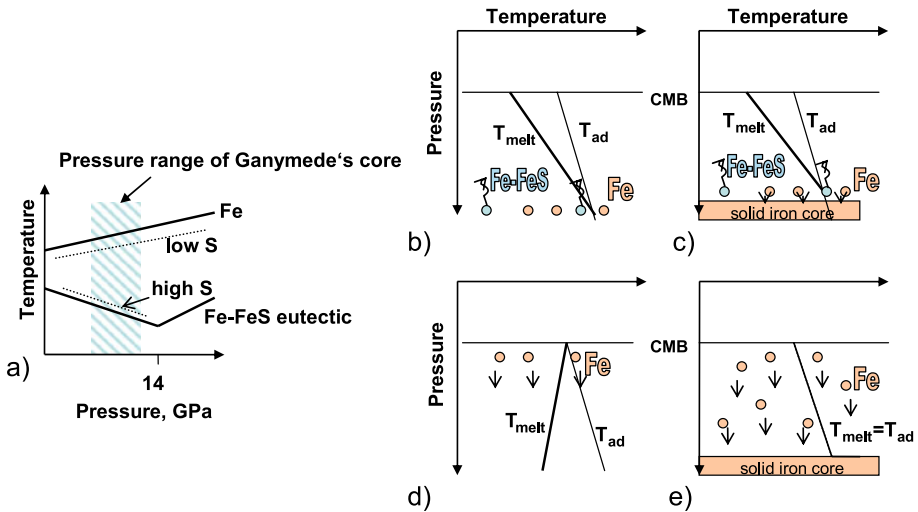 Pressure range of Ganymede's core
Fe
low S
high S
Fe-FeS eutectic
Temperature
14
Pressure, GPa
a)
Temperature
Pressure
Tmelt
Tad
Fe-FeS
Fe
b)
Temperature
CMB
Tmelt
Tad
Fe-FeS
Fe
solid iron core
c)
Pressure
Fe
Tmelt
Tad
d)
CMB
Fe
Tmelt=Tad
solid iron core
e)